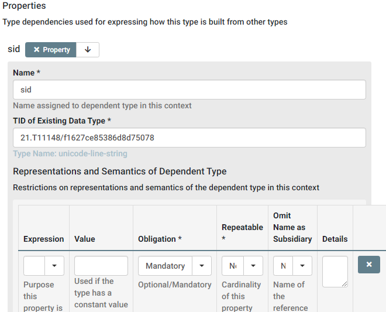 Properties
Type dependencies used for expressing how this type is built from other types
sid
Property
Name *
sid
Name assigned to dependent type in this context
TID of Existing Data Type *
21.T11148/f1627ce85386d8d75078
Type Name: unicode-line-string
Representations and Semantics of Dependent Type
Restrictions on representations and semantics of the dependent type in this context
Expression Value Obligation * Repeatable * Omit Name as Subsidiary Details
Mandatory
Purpose this property is
Used if the type has a constant value
Optional/Mandatory
Cardinality of this property
Name of the reference